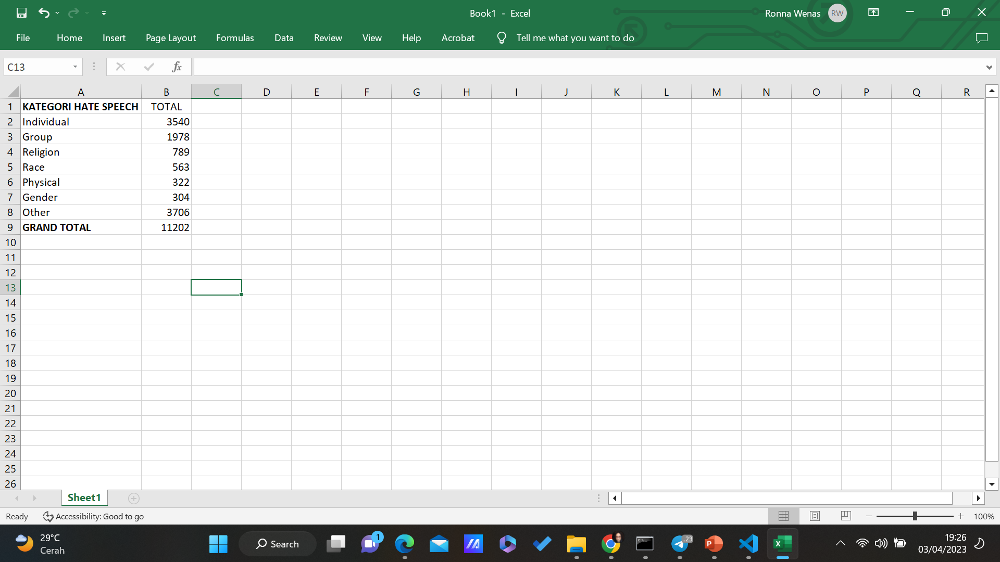 Book1 - Excel
Ronna Wenas RW
File Home Insert Page Layout Formulas Data Review View Help Acrobat Tell me what you want to do
C13 fx
A B C D E F G H I J K L M N O P Q R
1 KATEGORI HATE SPEECH TOTAL
2 Individual 3540
3 Group 1978
4 Religion 789
5 Race 563
6 Physical 322
7 Gender 304
8 Other 3706
9 GRAND TOTAL 11202
10
11
12
13
14
15
16
17
18
19
20
21
22
23
24
25
26
Sheet1
Ready Accessibility: Good to go 100%
29°C
Cerah
Search
1
..23
19:26
03/04/2023